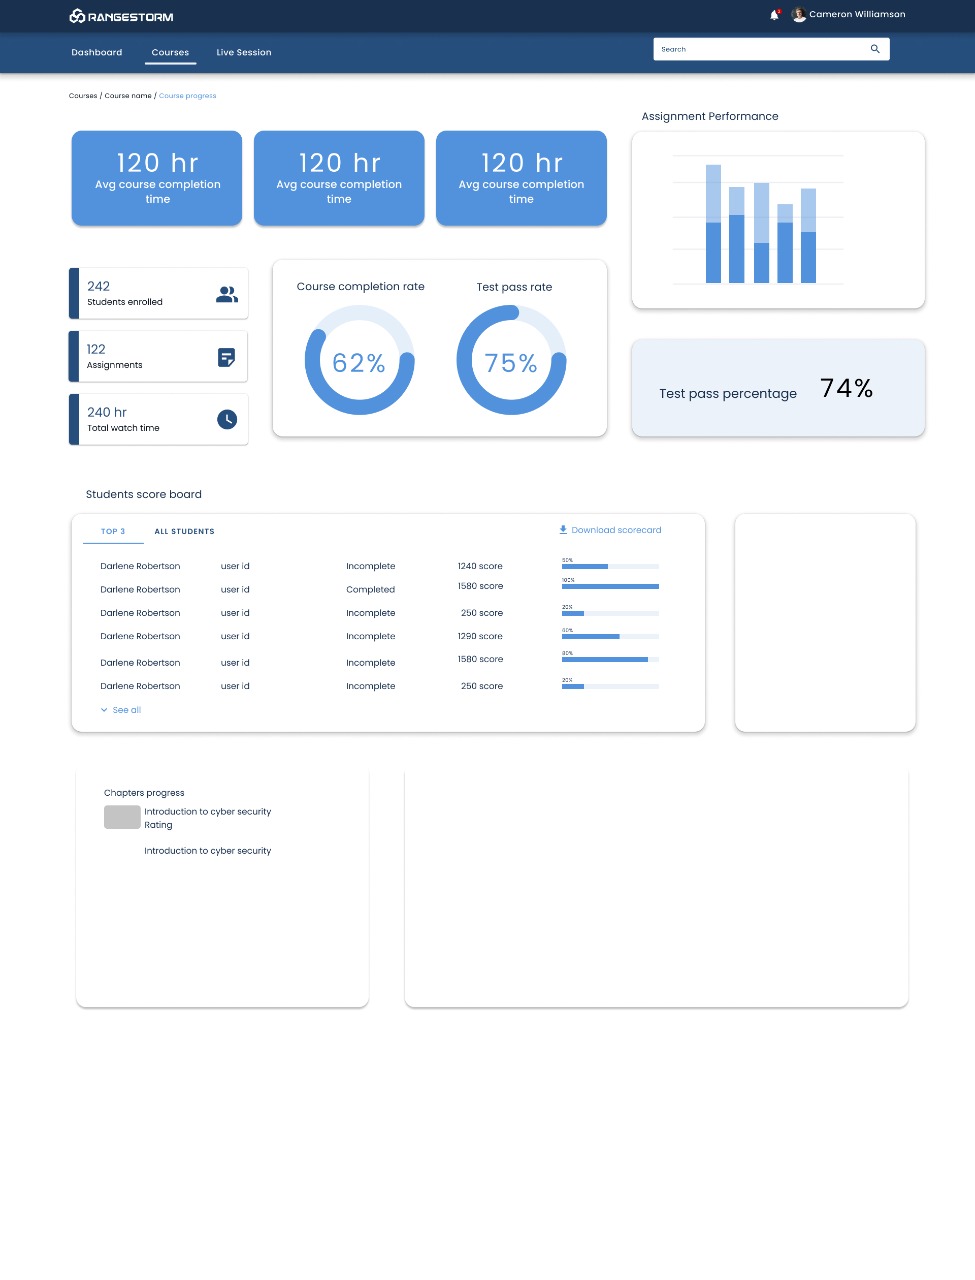 RANGESTORM
Cameron Williamson
Dashboard
Courses
Live Session
Search
Courses / Course name / Course progress
120 hr
Avg course completion
time
120 hr
Avg course completion
time
120 hr
Avg course completion
time
Assignment Performance
242
Students enrolled
122
Assignments
240 hr
Total watch time
Course completion rate
62%
Test pass rate
75%
Test pass percentage 74%
Students score board
TOP 3
ALL STUDENTS
Download scorecard
Darlene Robertson user id Incomplete 1240 score 50%
Darlene Robertson user id Completed 1580 score 100%
Darlene Robertson user id Incomplete 250 score 20%
Darlene Robertson user id Incomplete 1290 score 60%
Darlene Robertson user id Incomplete 1580 score 80%
Darlene Robertson user id Incomplete 250 score 20%
See all
Chapters progress
Introduction to cyber security
Rating
Introduction to cyber security